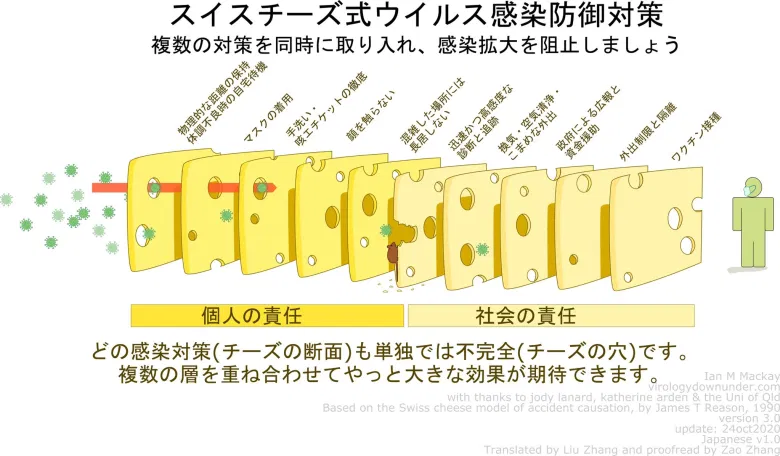 スイスチーズ式ウイルス感染防御対策
複数の対策を同時に取り入れ、感染拡大を阻止しましょう
物理的な距離の保持
体調不良時の自宅待機
マスクの着用
手洗い・
咳エチケットの徹底
顔を触らない
混雑した場所には
長居しない
迅速かつ高感度な
診断と追跡
換気・空気清浄・
こまめな外出
政府による広報と
資金援助
外出制限と隔離
ワクチン接種
個人の責任
社会の責任
どの感染対策(チーズの断面)も単独では不完全(チーズの穴)です。
複数の層を重ね合わせてやっと大きな効果が期待できます。
Ian M Mackay
virologydownunder.com
with thanks to jody lanard, katherine arden & the Uni of Qld
Based on the Swiss cheese model of accident causation, by James T Reason, 1990
version 3.0
update: 24oct2020
Japanese v1.0
Translated by Liu Zhang and proofread by Zao Zhang